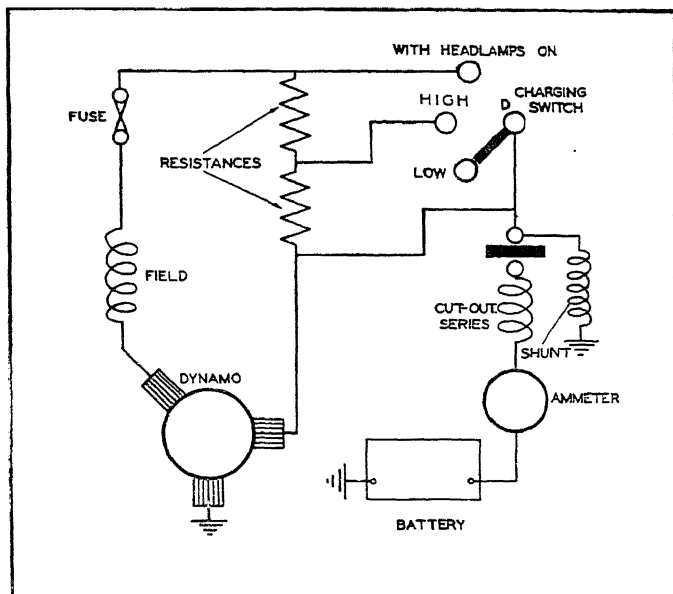 WITH HEADLAMPS ON
HIGH
D
CHARGING
SWITCH
FUSE
RESISTANCES
LOW
FIELD
CUT-OUT
SERIES
SHUNT
DYNAMO
AMMETER
BATTERY